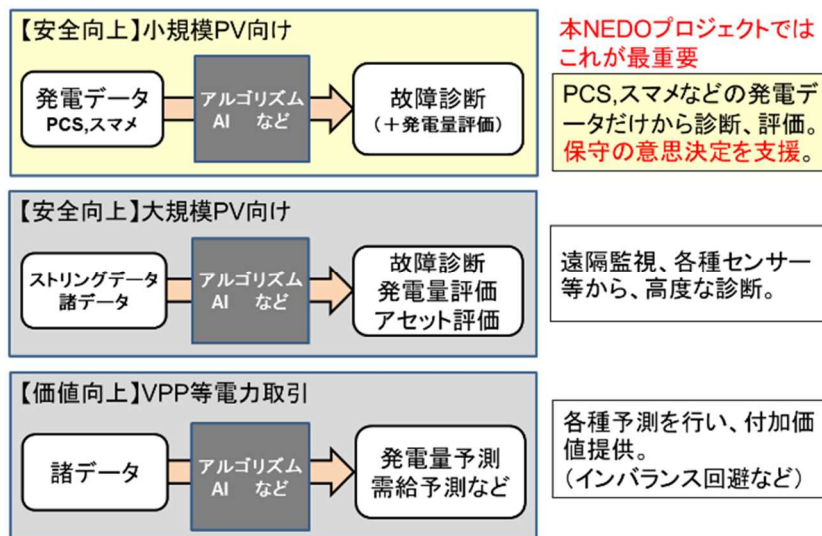 【安全向上】小規模PV向け
発電データ
PCS,スマメ
アルゴリズム
AI　など
故障診断
（＋発電量評価）
本NEDOプロジェクトでは
これが最重要
PCS,スマメなどの発電デ
ータだけから診断、評価。
保守の意思決定を支援。
【安全向上】大規模PV向け
ストリングデータ
諸データ
アルゴリズム
AI　など
故障診断
発電量評価
アセット評価
遠隔監視、各種センサー
等から、高度な診断。
【価値向上】VPP等電力取引
諸データ
アルゴリズム
AI　など
発電量予測
需給予測など
各種予測を行い、付加価
値提供。
（インバランス回避など）